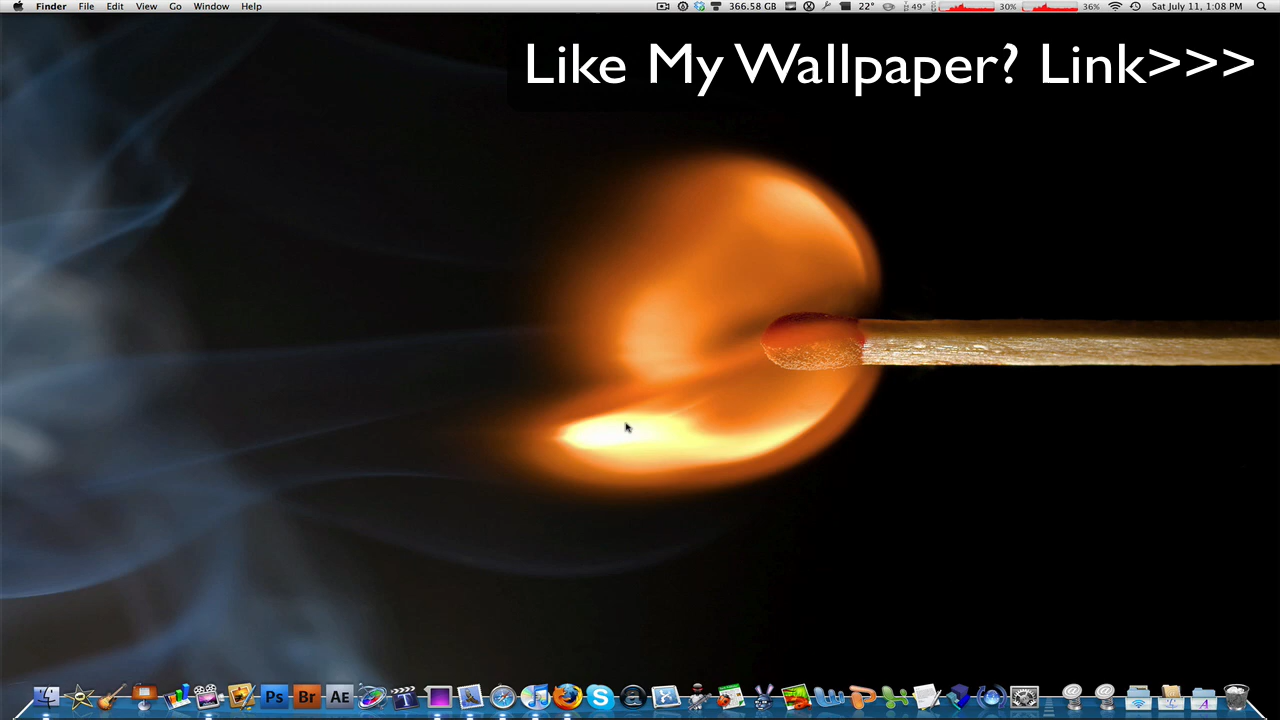 Finder File Edit View Go Window Help 366.58 GB 22° 49° 30% 36% Sat July 11, 1:08 PM
Like My Wallpaper? Link>>>
Ps Br AE